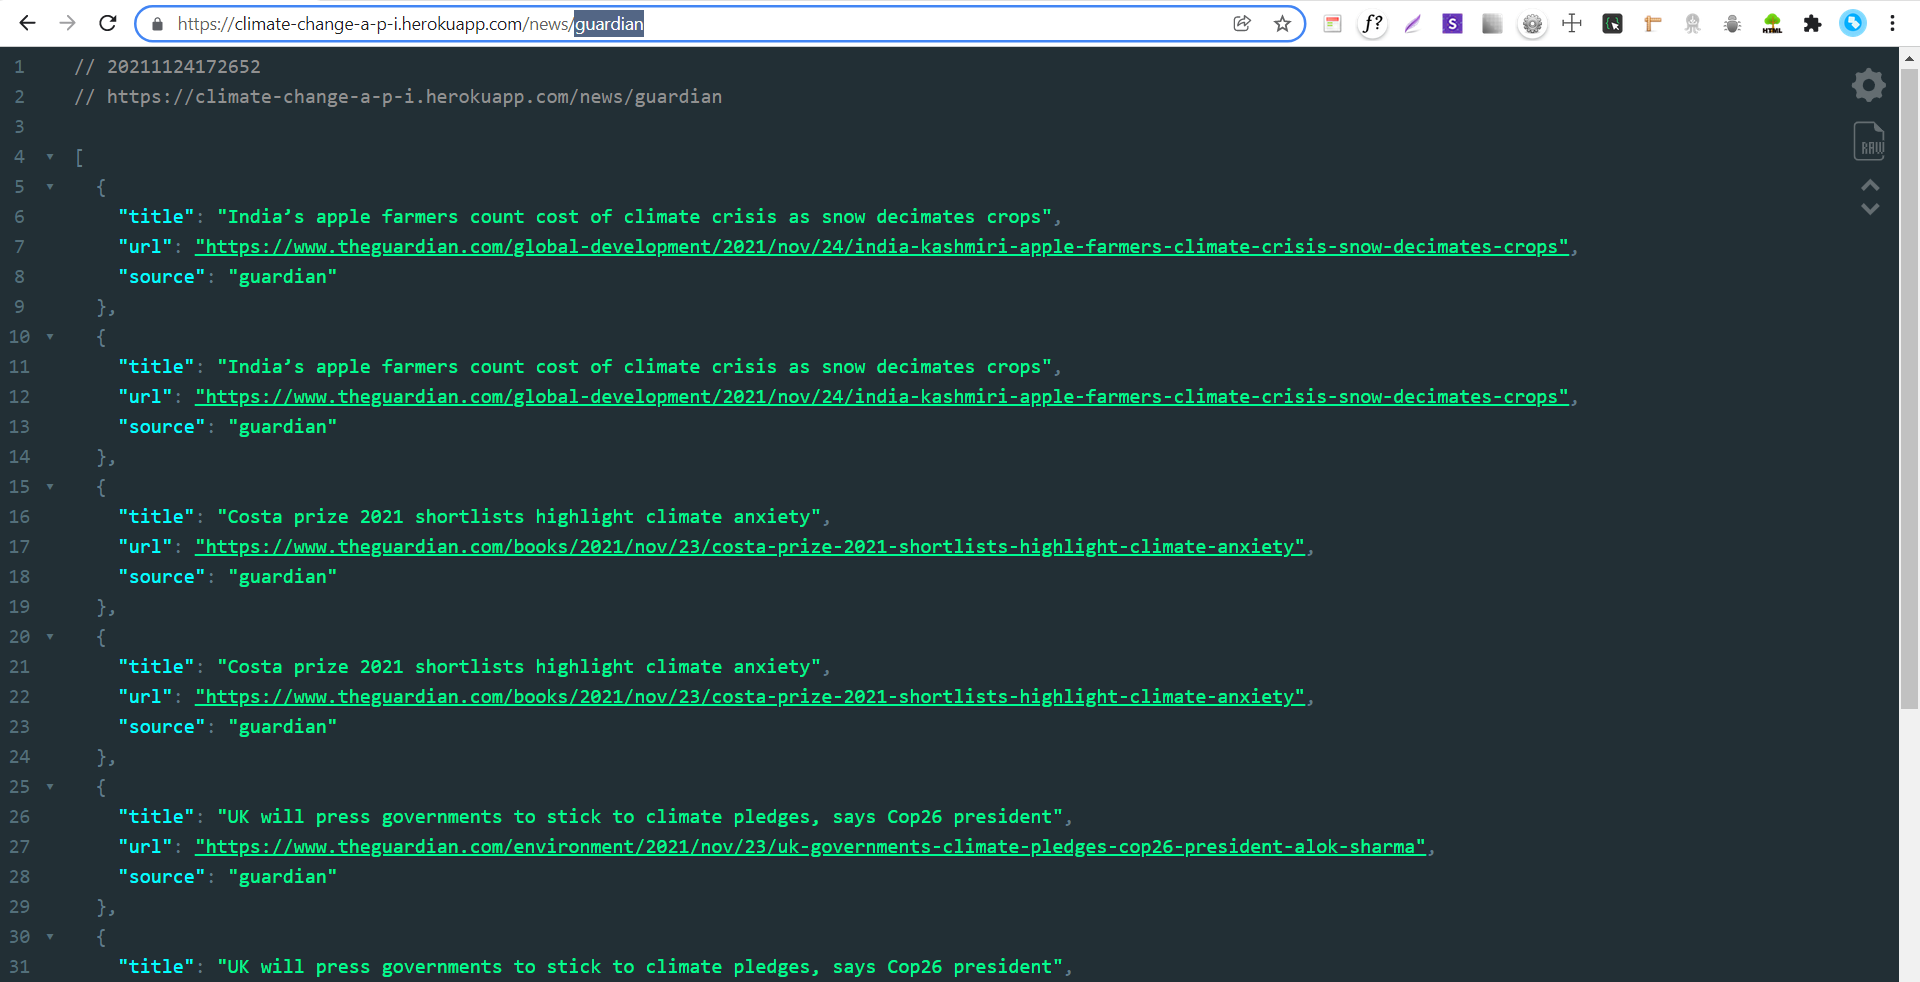 https://climate-change-a-p-i.herokuapp.com/news/guardian
f?
S
HTML
1 // 20211124172652
2 // https://climate-change-a-p-i.herokuapp.com/news/guardian
3
RAW
4 [
5 {
6 "title": "India’s apple farmers count cost of climate crisis as snow decimates crops",
7 "url": "https://www.theguardian.com/global-development/2021/nov/24/india-kashmiri-apple-farmers-climate-crisis-snow-decimates-crops",
8 "source": "guardian"
9 },
10 {
11 "title": "India’s apple farmers count cost of climate crisis as snow decimates crops",
12 "url": "https://www.theguardian.com/global-development/2021/nov/24/india-kashmiri-apple-farmers-climate-crisis-snow-decimates-crops",
13 "source": "guardian"
14 },
15 {
16 "title": "Costa prize 2021 shortlists highlight climate anxiety",
17 "url": "https://www.theguardian.com/books/2021/nov/23/costa-prize-2021-shortlists-highlight-climate-anxiety",
18 "source": "guardian"
19 },
20 {
21 "title": "Costa prize 2021 shortlists highlight climate anxiety",
22 "url": "https://www.theguardian.com/books/2021/nov/23/costa-prize-2021-shortlists-highlight-climate-anxiety",
23 "source": "guardian"
24 },
25 {
26 "title": "UK will press governments to stick to climate pledges, says Cop26 president",
27 "url": "https://www.theguardian.com/environment/2021/nov/23/uk-governments-climate-pledges-cop26-president-alok-sharma",
28 "source": "guardian"
29 },
30 {
31 "title": "UK will press governments to stick to climate pledges, says Cop26 president",